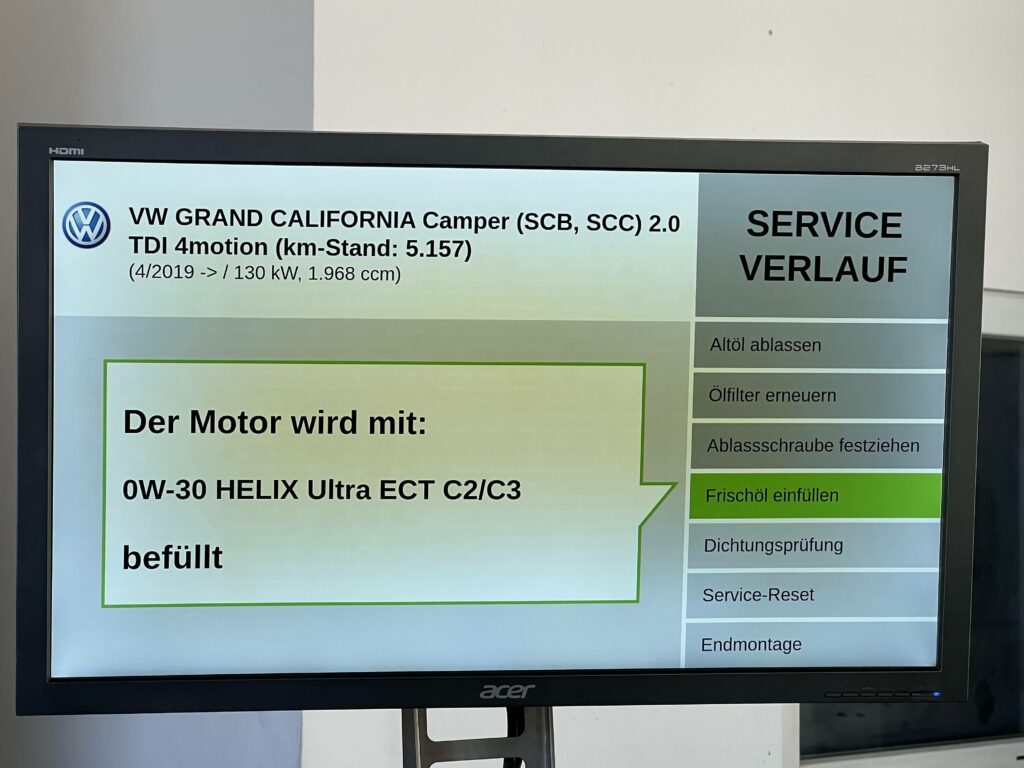 HDMI
B273HL
VW GRAND CALIFORNIA Camper (SCB, SCC) 2.0
TDI 4motion (km-Stand: 5.157)
(4/2019 -> / 130 kW, 1.968 ccm)
SERVICE
VERLAUF
Der Motor wird mit:
0W-30 HELIX Ultra ECT C2/C3
befüllt
Altöl ablassen
Ölfilter erneuern
Ablassschraube festziehen
Frischöl einfüllen
Dichtungsprüfung
Service-Reset
Endmontage
acer